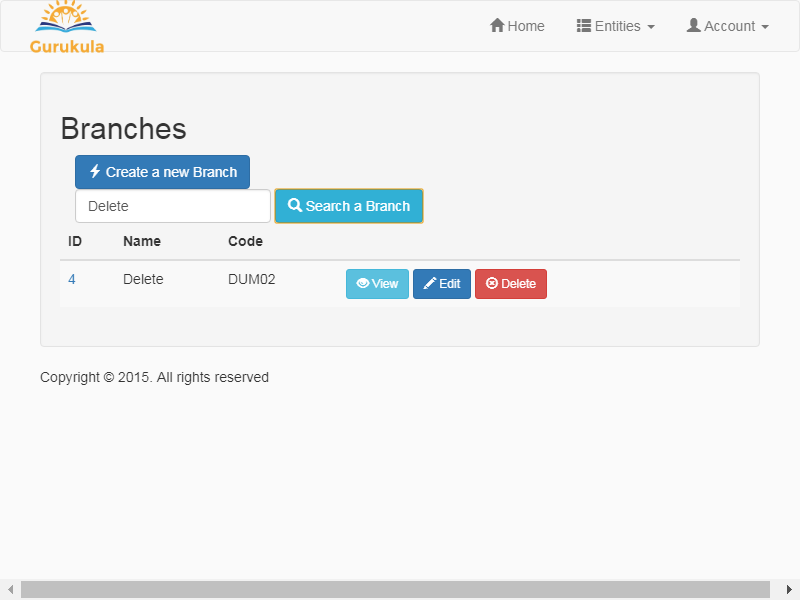 Gurukula
Home Entities Account
Branches
Create a new Branch
Delete Search a Branch
ID Name Code
4 Delete DUM02 View Edit Delete
Copyright © 2015. All rights reserved